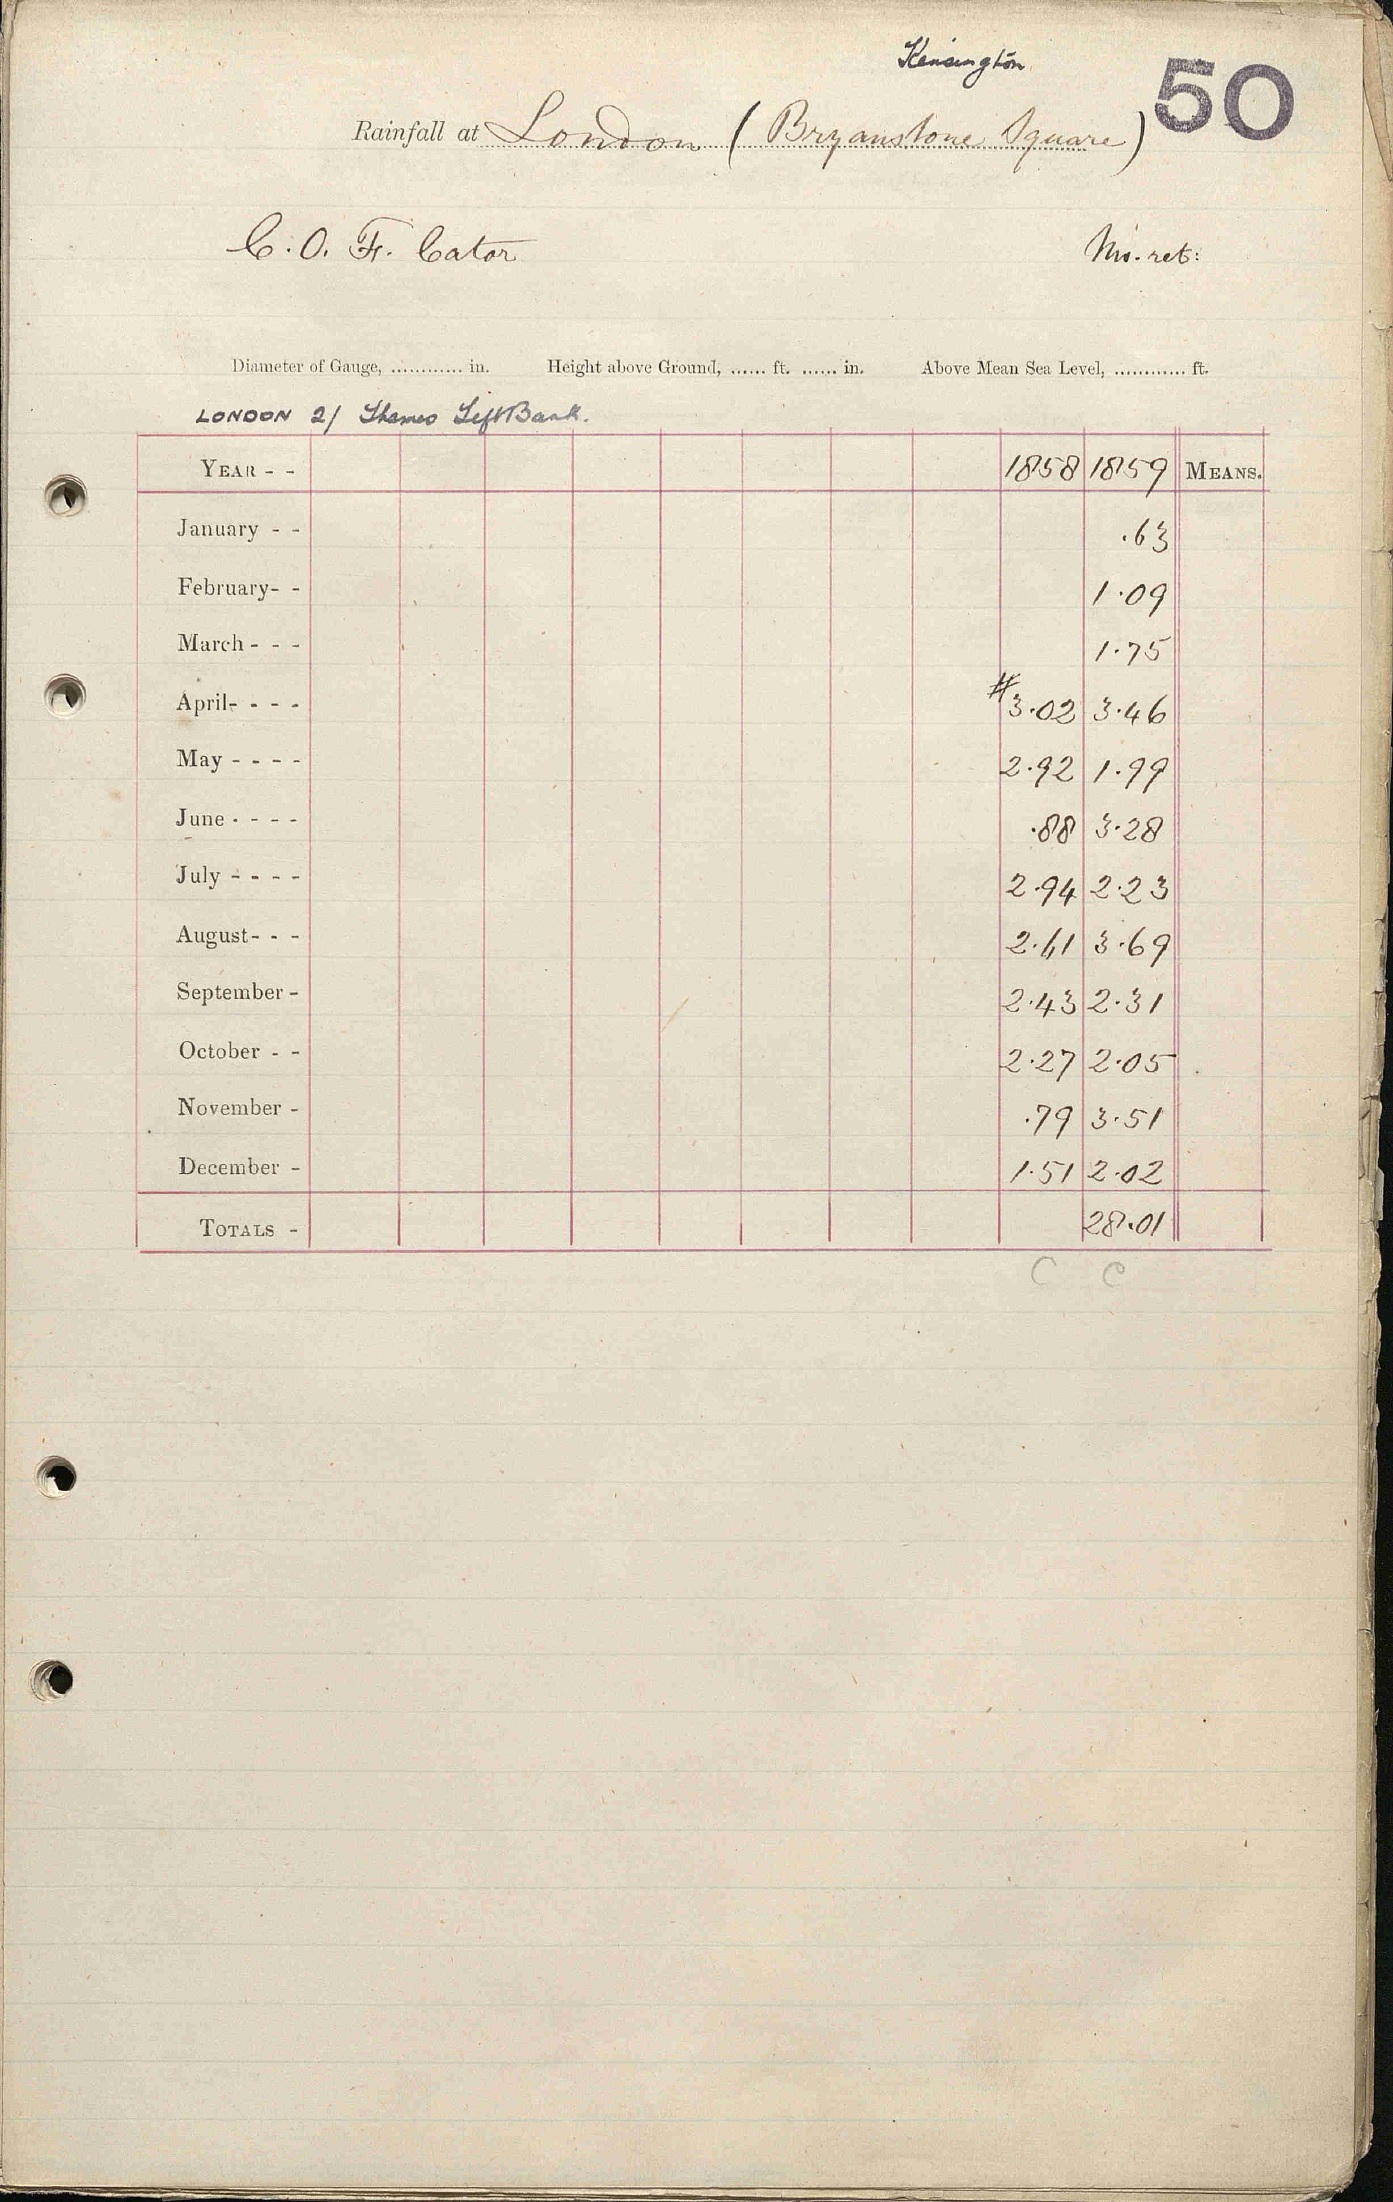 Kensington
50
Rainfall at London (Bryanstone Square)
C. O. F. Cator Mo. ret:
Diameter of Gauge, ............ in. Height above Ground, ...... ft. ...... in. Above Mean Sea Level, ............ ft.
LONDON 2/ Thames Left Bank.
YEAR - - 1858 1859 MEANS.
January - - .63
February - - 1.09
March - - - 1.75
April - - - - #3.02 3.46
May - - - - 2.92 1.99
June - - - - .88 3.28
July - - - - 2.94 2.23
August - - - 3.69
September - 2.43 2.31
October - - 2.27 2.05
November - .79 3.51
December - 1.51 2.02
TOTALS - 28.01
C C